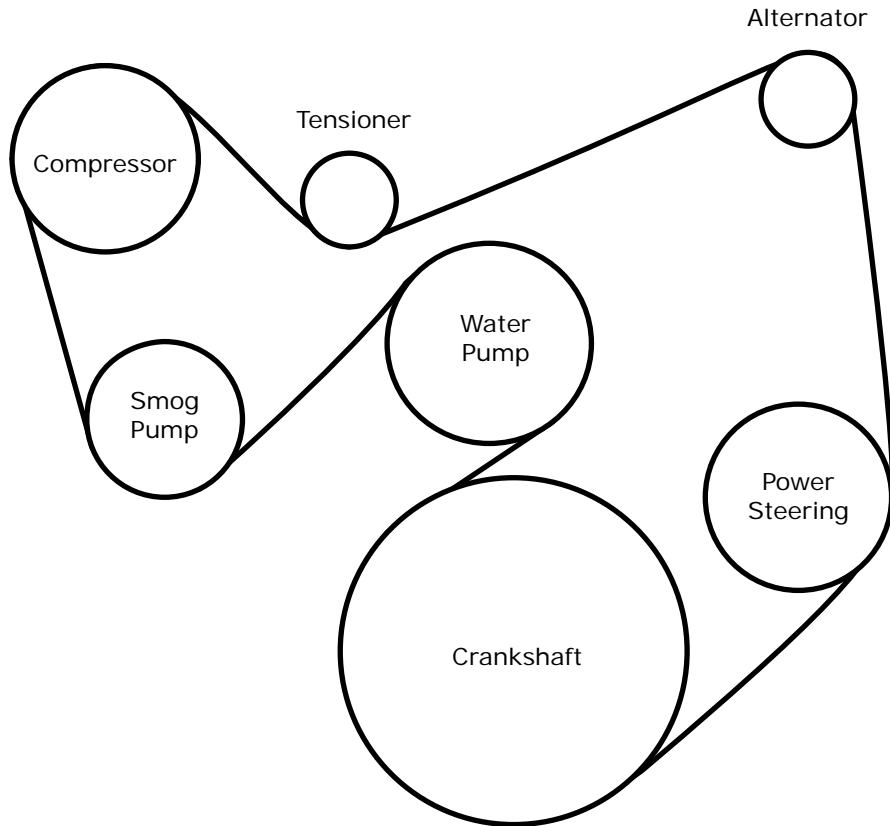 Alternator
Tensioner
Compressor
Water
Pump
Smog
Pump
Power
Steering
Crankshaft